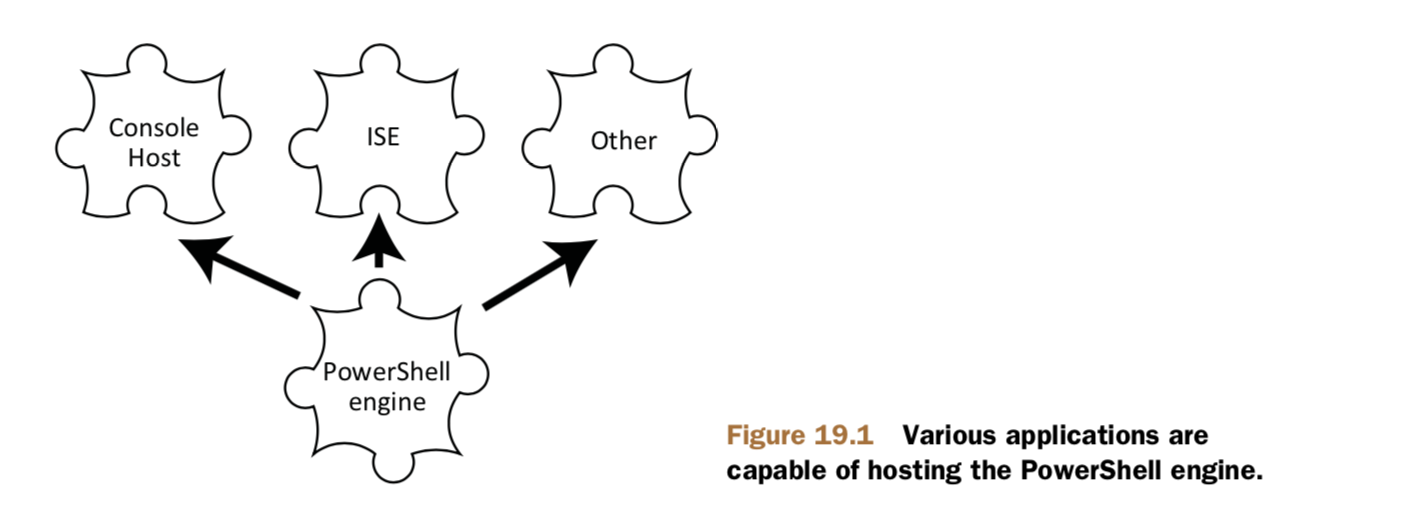 Console
Host
ISE
Other
PowerShell
engine
Figure 19.1 Various applications are
capable of hosting the PowerShell engine.